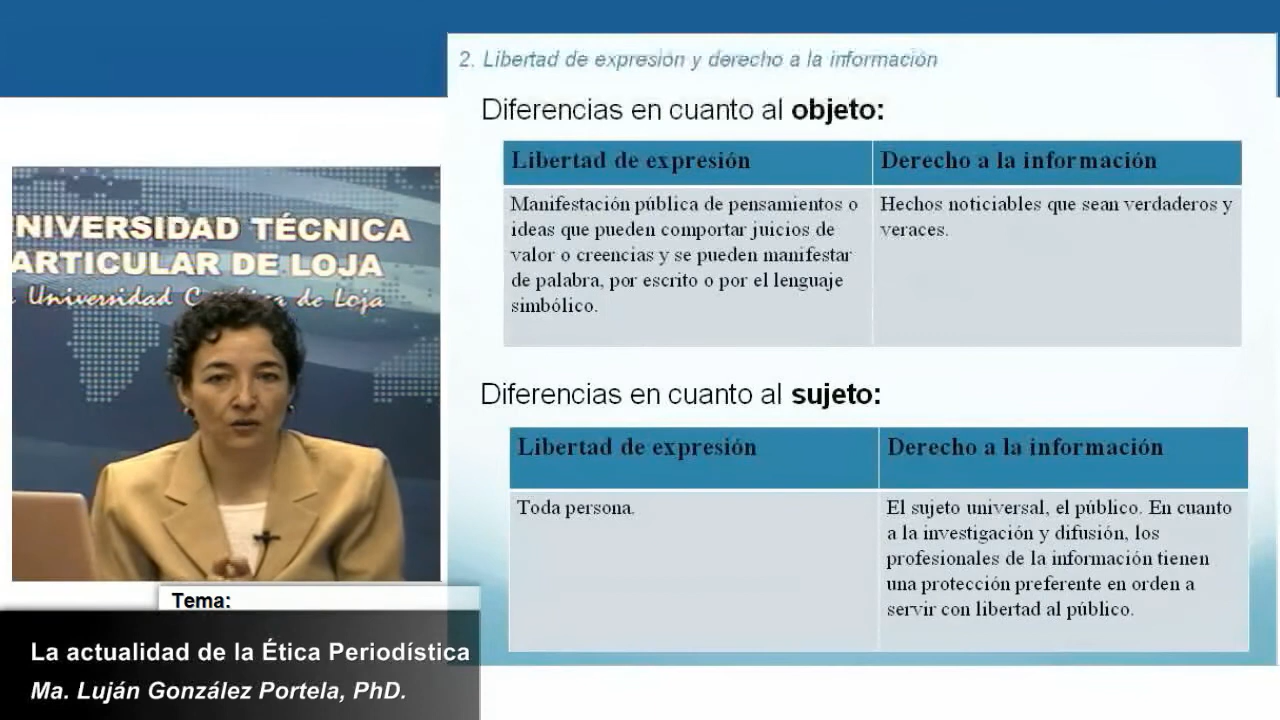 2. Libertad de expresión y derecho a la información
Diferencias en cuanto al objeto:
Libertad de expresión
Derecho a la información
Manifestación pública de pensamientos o
ideas que pueden comportar juicios de
valor o creencias y se pueden manifestar
de palabra, por escrito o por el lenguaje
simbólico.
Hechos noticiables que sean verdaderos y
veraces.
Diferencias en cuanto al sujeto:
Libertad de expresión
Derecho a la información
Toda persona.
El sujeto universal, el público. En cuanto
a la investigación y difusión, los
profesionales de la información tienen
una protección preferente en orden a
servir con libertad al público.
NIVERSIDAD TÉCNICA
ARTICULAR DE LOJA
Universidad de Loja
Tema:
La actualidad de la Ética Periodística
Ma. Luján González Portela, PhD.